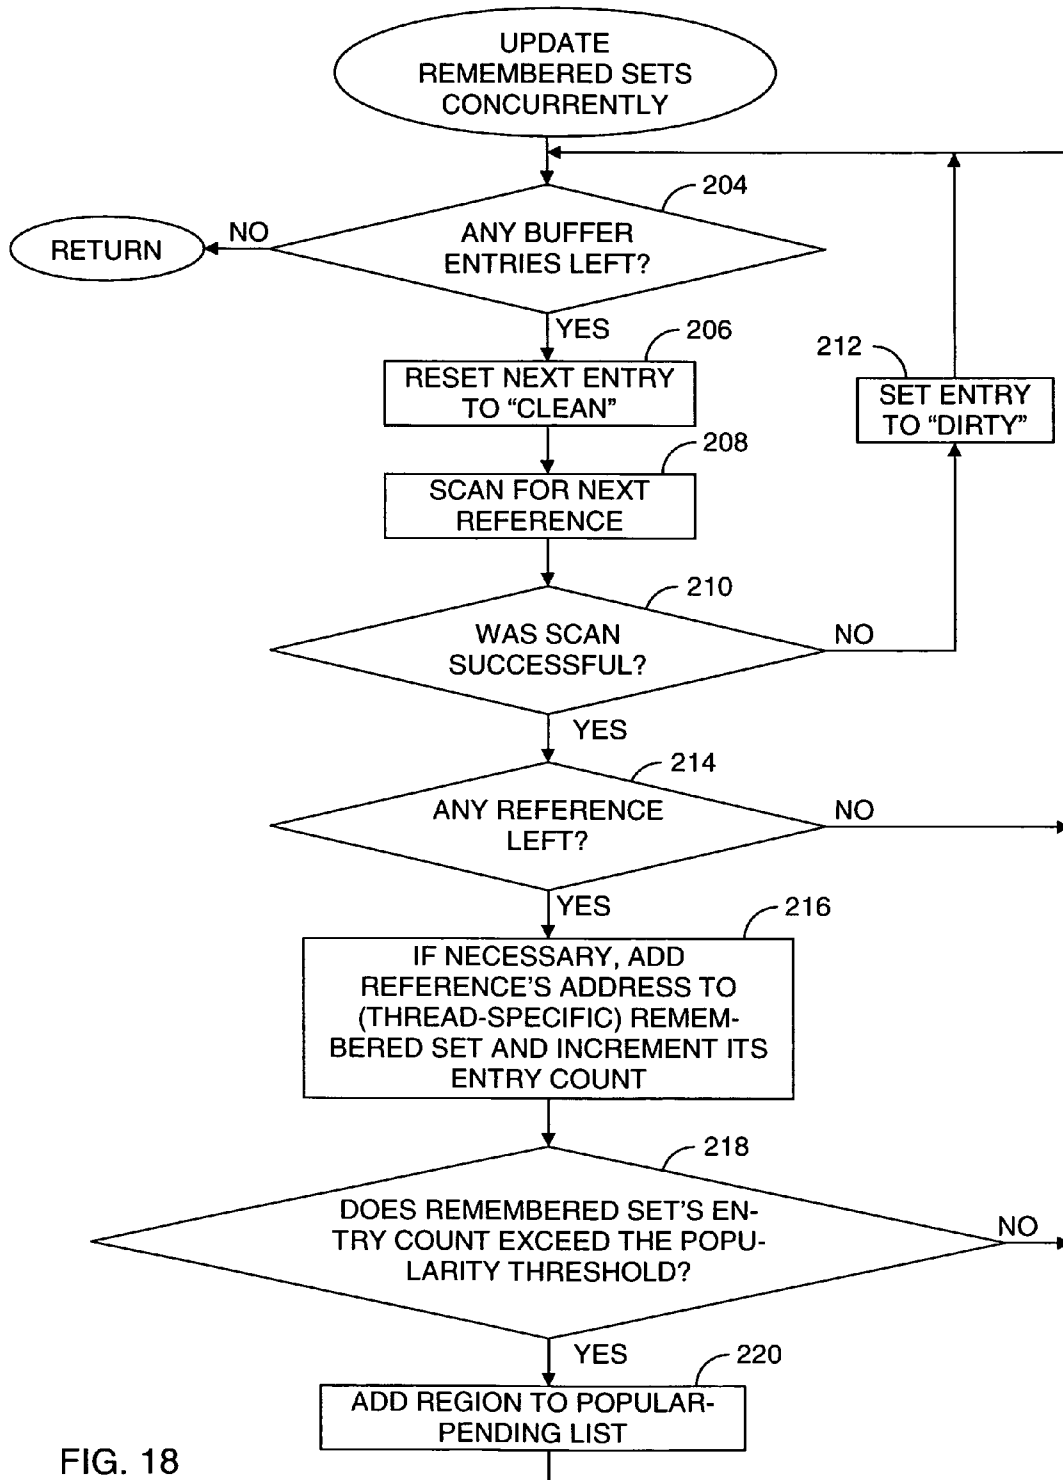 UPDATE
REMEMBERED SETS
CONCURRENTLY
204
ANY BUFFER
ENTRIES LEFT?
NO
RETURN
YES
206
RESET NEXT ENTRY
TO “CLEAN”
212
SET ENTRY
TO “DIRTY”
208
SCAN FOR NEXT
REFERENCE
210
WAS SCAN
SUCCESSFUL?
NO
YES
214
ANY REFERENCE
LEFT?
NO
YES
216
IF NECESSARY, ADD
REFERENCE’S ADDRESS TO
(THREAD-SPECIFIC) REMEM-
BERED SET AND INCREMENT ITS
ENTRY COUNT
218
DOES REMEMBERED SET’S EN-
TRY COUNT EXCEED THE POPU-
LARITY THRESHOLD?
NO
YES
220
ADD REGION TO POPULAR-
PENDING LIST
FIG. 18